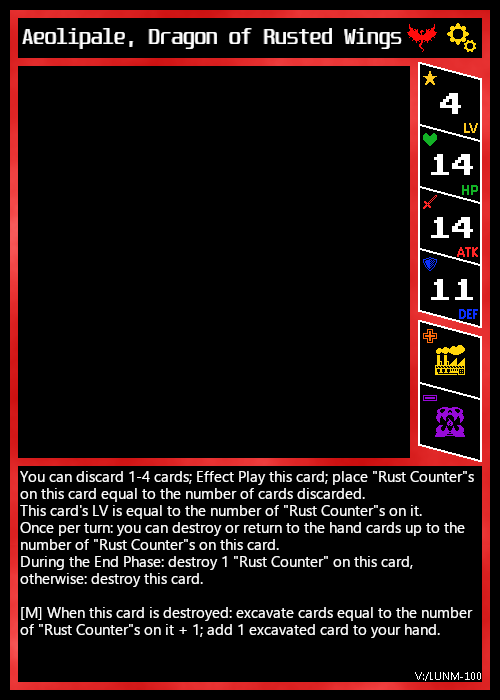 Aeolipale, Dragon of Rusted Wings
4
LV
14
HP
14
ATK
11
DEF
You can discard 1-4 cards; Effect Play this card; place "Rust Counter"s
on this card equal to the number of cards discarded.
This card's LV is equal to the number of "Rust Counter"s on it.
Once per turn: you can destroy or return to the hand cards up to the
number of "Rust Counter"s on this card.
During the End Phase: destroy 1 "Rust Counter" on this card,
otherwise: destroy this card.
[M] When this card is destroyed: excavate cards equal to the number
of "Rust Counter"s on it + 1; add 1 excavated card to your hand.
V:/LUNM-100